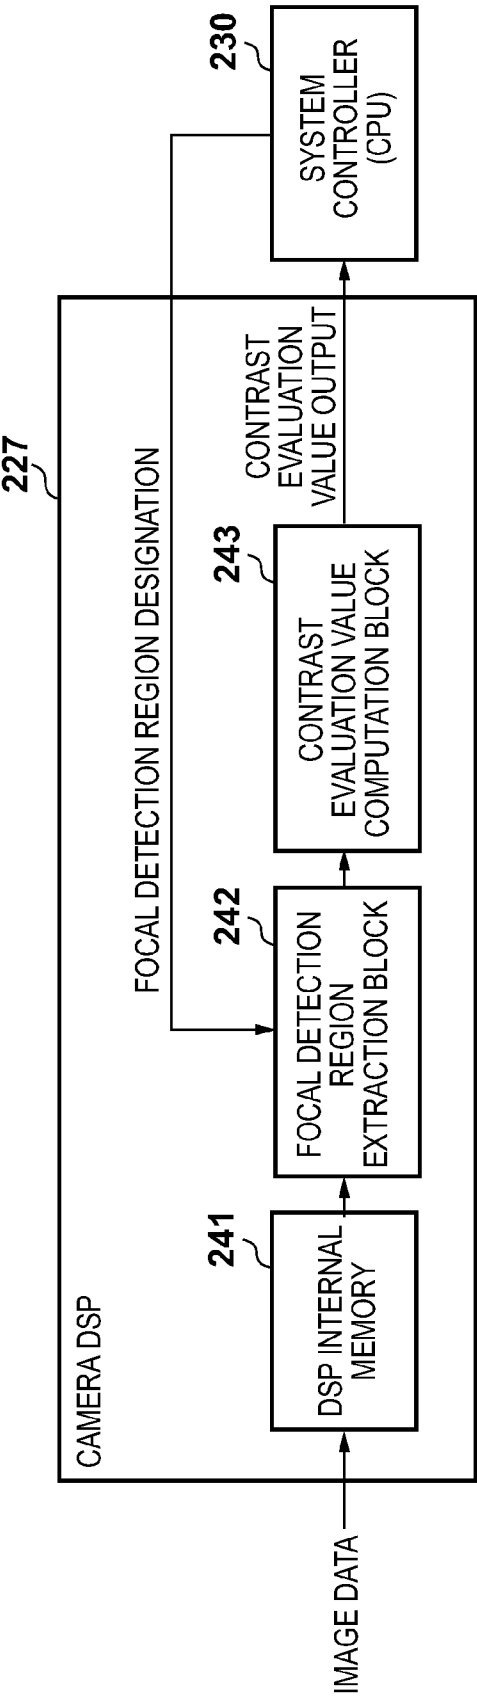 227
230
CAMERA DSP
FOCAL DETECTION REGION DESIGNATION
241
242
243
IMAGE DATA
DSP INTERNAL
MEMORY
FOCAL DETECTION
REGION
EXTRACTION BLOCK
CONTRAST
EVALUATION VALUE
COMPUTATION BLOCK
CONTRAST
EVALUATION
VALUE OUTPUT
SYSTEM
CONTROLLER
(CPU)